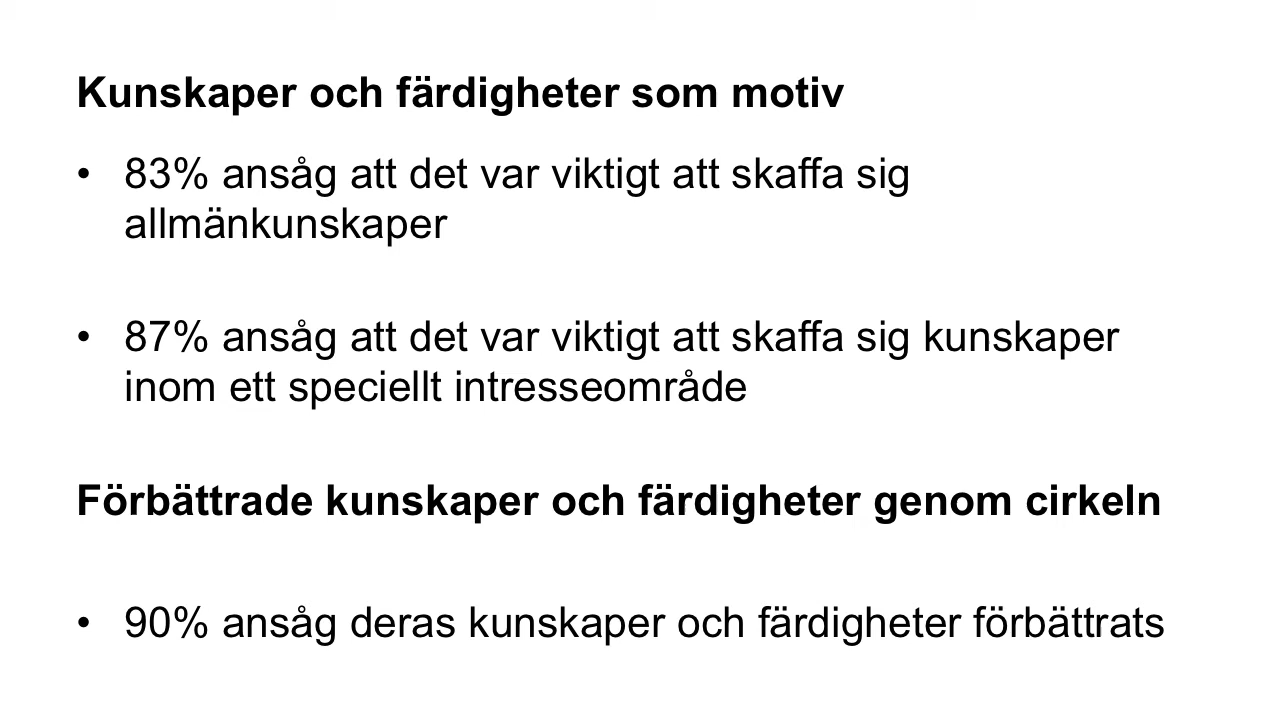 Kunskaper och färdigheter som motiv
• 83% ansåg att det var viktigt att skaffa sig
allmänkunskaper
• 87% ansåg att det var viktigt att skaffa sig kunskaper
inom ett speciellt intresseområde
Förbättrade kunskaper och färdigheter genom cirkeln
• 90% ansåg deras kunskaper och färdigheter förbättrats